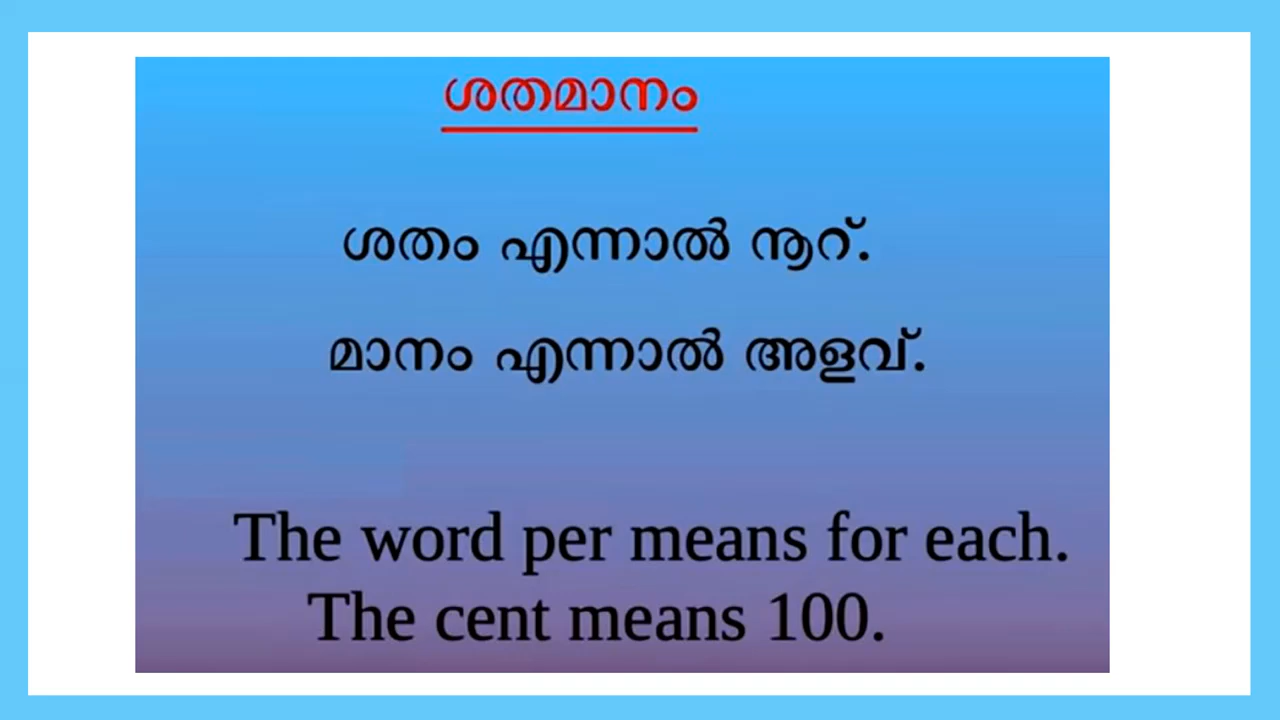 ശതമാനം
ശതം എന്നാൽ നൂറ്.
മാനം എന്നാൽ അളവ്.
The word per means for each.
The cent means 100.